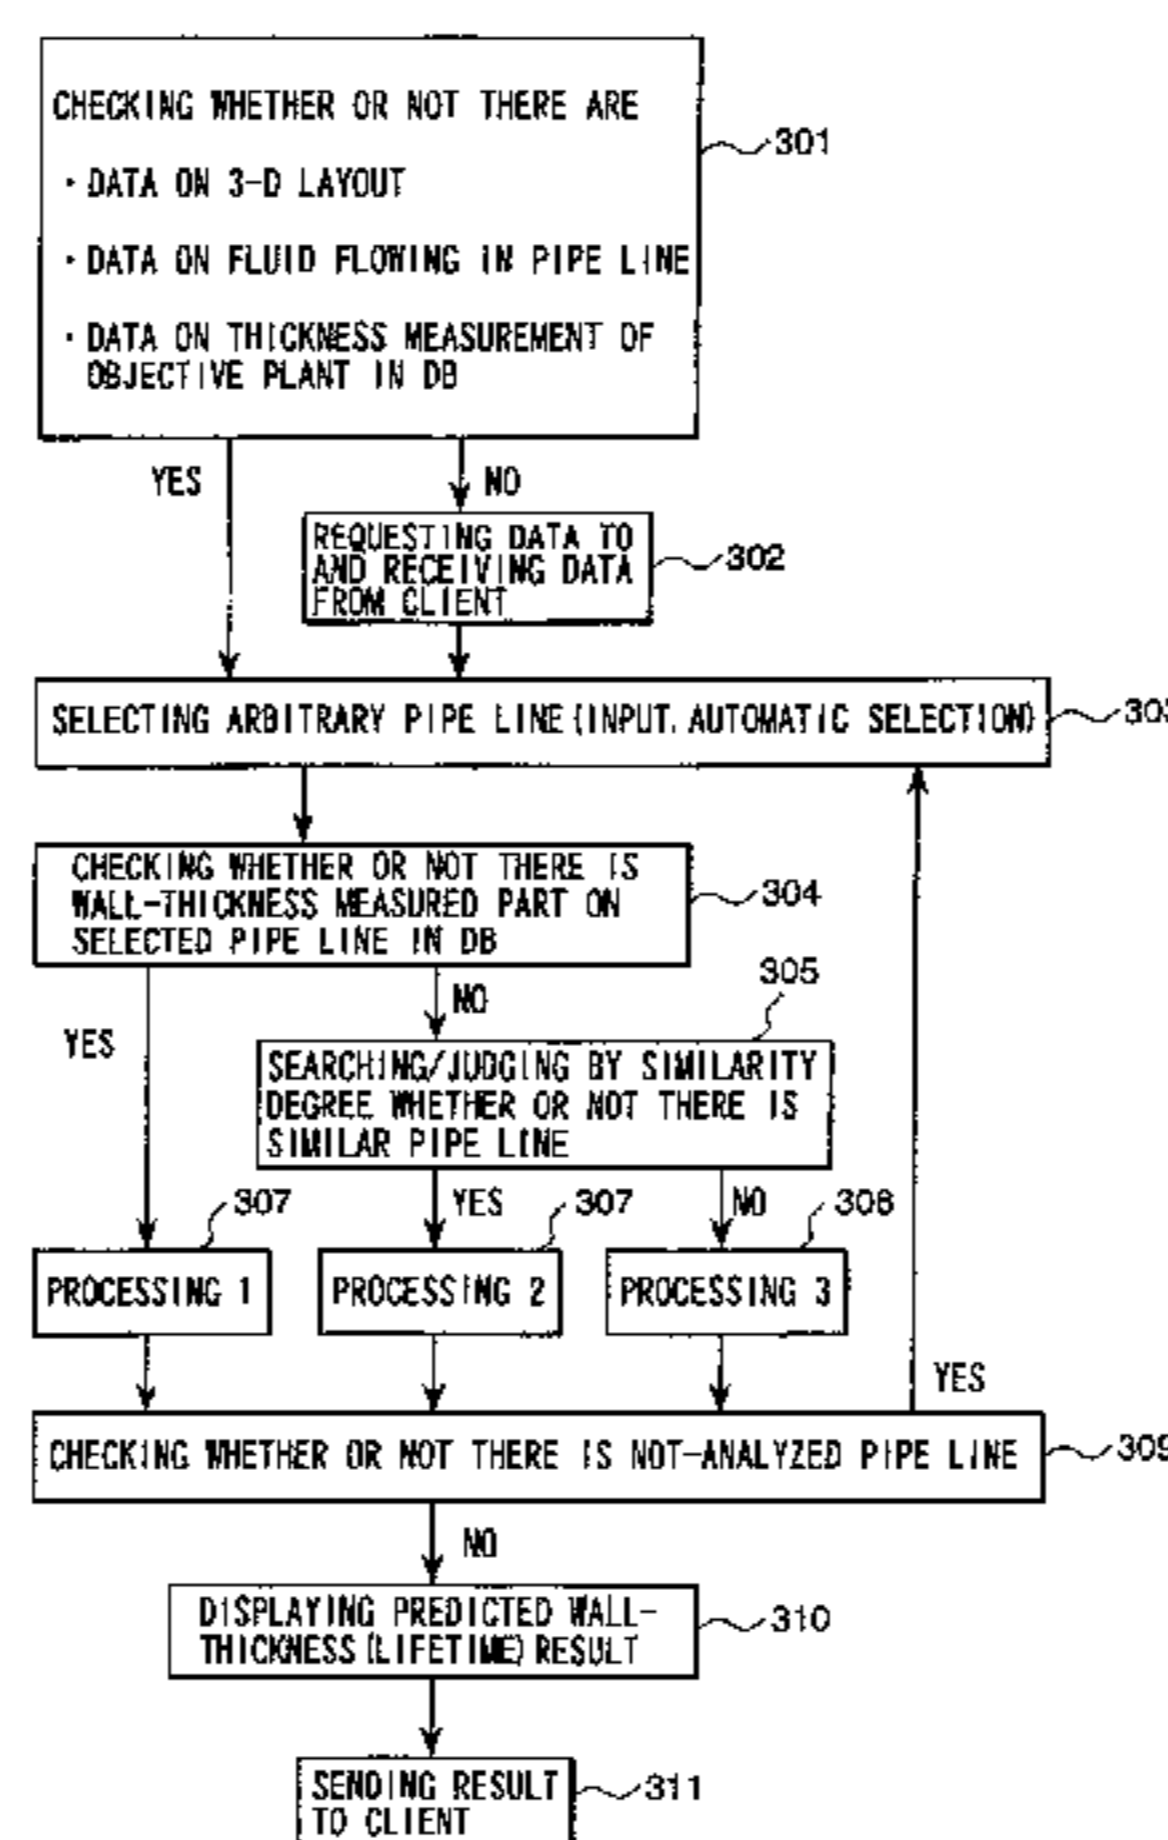 CHECKING WHETHER OR NOT THERE ARE
301
・DATA ON 3-D LAYOUT
・DATA ON FLUID FLOWING IN PIPE LINE
・DATA ON THICKNESS MEASUREMENT OF
OBJECTIVE PLANT IN DB
YES
NO
REQUESTING DATA TO
AND RECEIVING DATA
FROM CLIENT
302
SELECTING ARBITRARY PIPE LINE (INPUT, AUTOMATIC SELECTION)
303
CHECKING WHETHER OR NOT THERE IS
WALL-THICKNESS MEASURED PART ON
SELECTED PIPE LINE IN DB
304
305
NO
YES
SEARCHING/JUDGING BY SIMILARITY
DEGREE WHETHER OR NOT THERE IS
SIMILAR PIPE LINE
307
YES
307
NO
308
PROCESSING 1
PROCESSING 2
PROCESSING 3
YES
CHECKING WHETHER OR NOT THERE IS NOT-ANALYZED PIPE LINE
309
NO
DISPLAYING PREDICTED WALL-
THICKNESS (LIFETIME) RESULT
310
SENDING RESULT
TO CLIENT
311